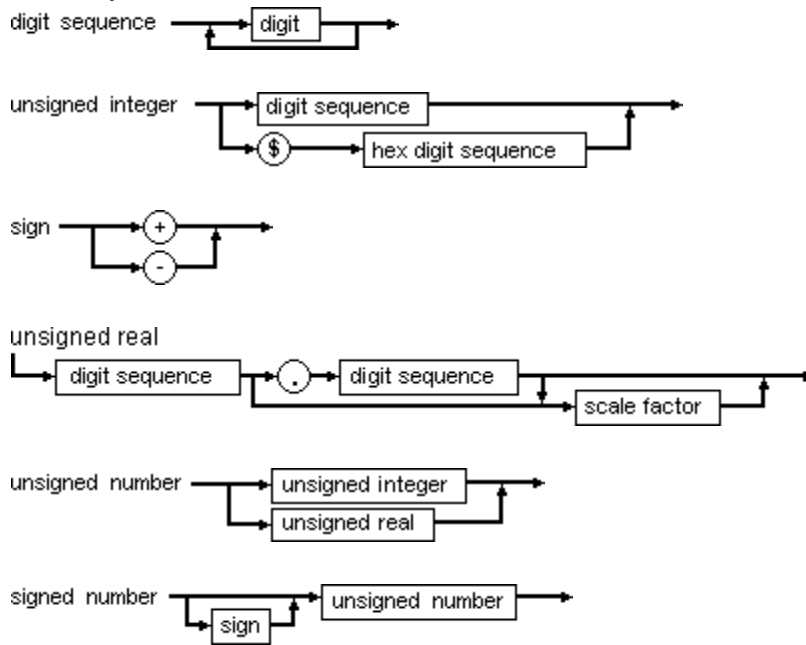 digit sequence digit
unsigned integer digit sequence
$ hex digit sequence
sign +
-
unsigned real
digit sequence . digit sequence
scale factor
unsigned number unsigned integer
unsigned real
signed number unsigned number
sign